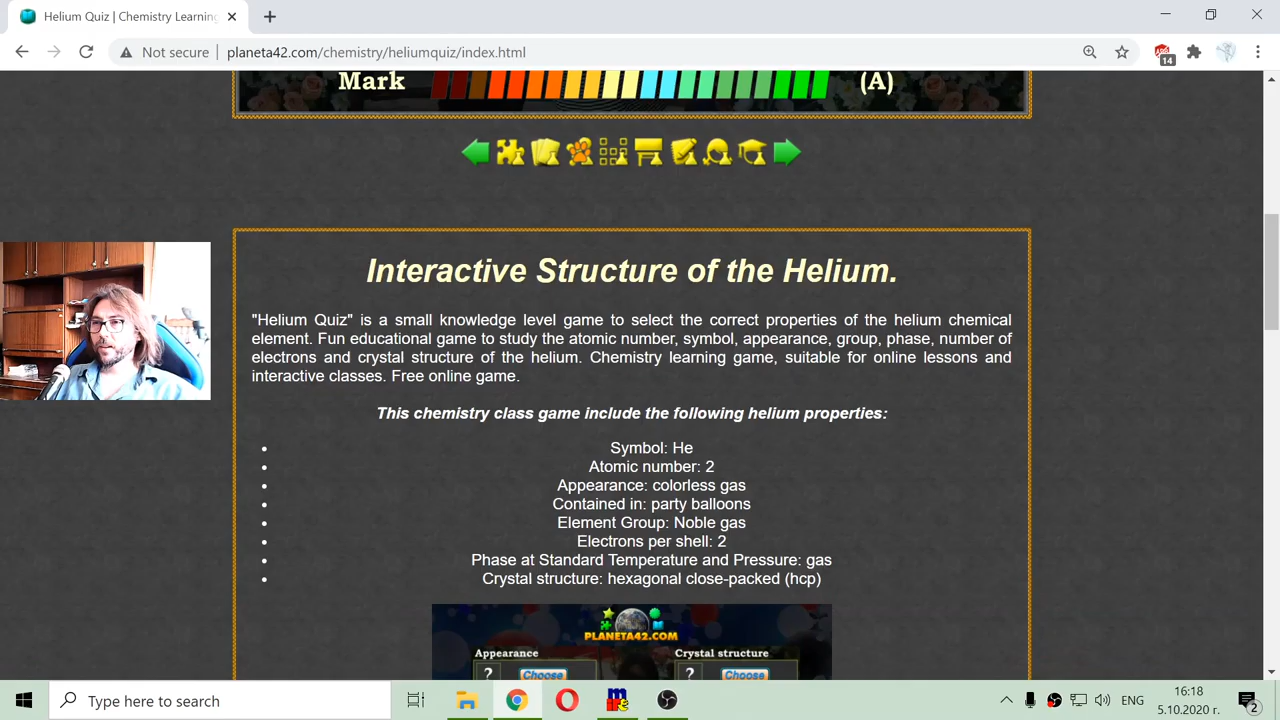 Helium Quiz | Chemistry Learning
Not secure
planeta42.com/chemistry/heliumquiz/index.html
14
Mark
(A)
Interactive Structure of the Helium.
"Helium Quiz" is a small knowledge level game to select the correct properties of the helium chemical
element. Fun educational game to study the atomic number, symbol, appearance, group, phase, number of
electrons and crystal structure of the helium. Chemistry learning game, suitable for online lessons and
interactive classes. Free online game.
This chemistry class game include the following helium properties:
Symbol: He
Atomic number: 2
Appearance: colorless gas
Contained in: party balloons
Element Group: Noble gas
Electrons per shell: 2
Phase at Standard Temperature and Pressure: gas
Crystal structure: hexagonal close-packed (hcp)
PLANETA42.COM
Appearance
Crystal structure
? Choose
? Choose
Type here to search
ENG
16:18
5.10.2020 г.
2